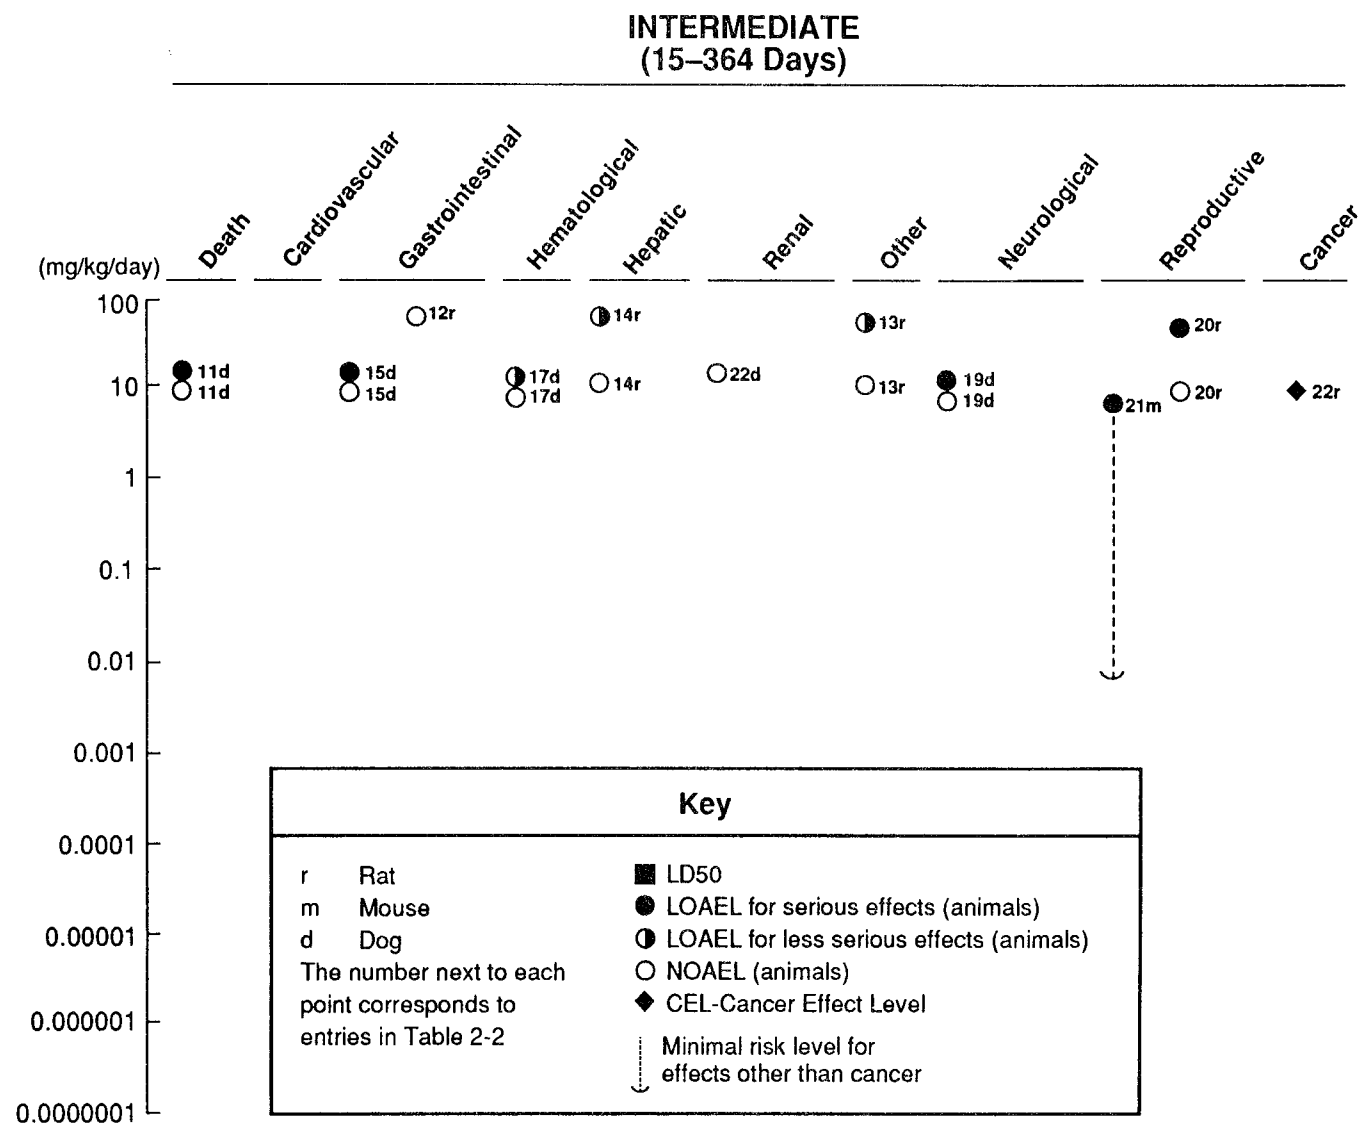 INTERMEDIATE
(15–364 Days)
Death
Cardiovascular
Gastrointestinal
Hematological
Hepatic
Renal
Other
Neurological
Reproductive
Cancer
(mg/kg/day)
100
10
1
0.1
0.01
0.001
0.0001
0.00001
0.000001
0.0000001
12r
14r
13r
20r
11d
15d
17d
22d
19d
11d
15d
17d
14r
13r
19d
21m
20r
22r
Key
r Rat
m Mouse
d Dog
The number next to each
point corresponds to
entries in Table 2-2
LD50
LOAEL for serious effects (animals)
LOAEL for less serious effects (animals)
NOAEL (animals)
CEL-Cancer Effect Level
Minimal risk level for
effects other than cancer